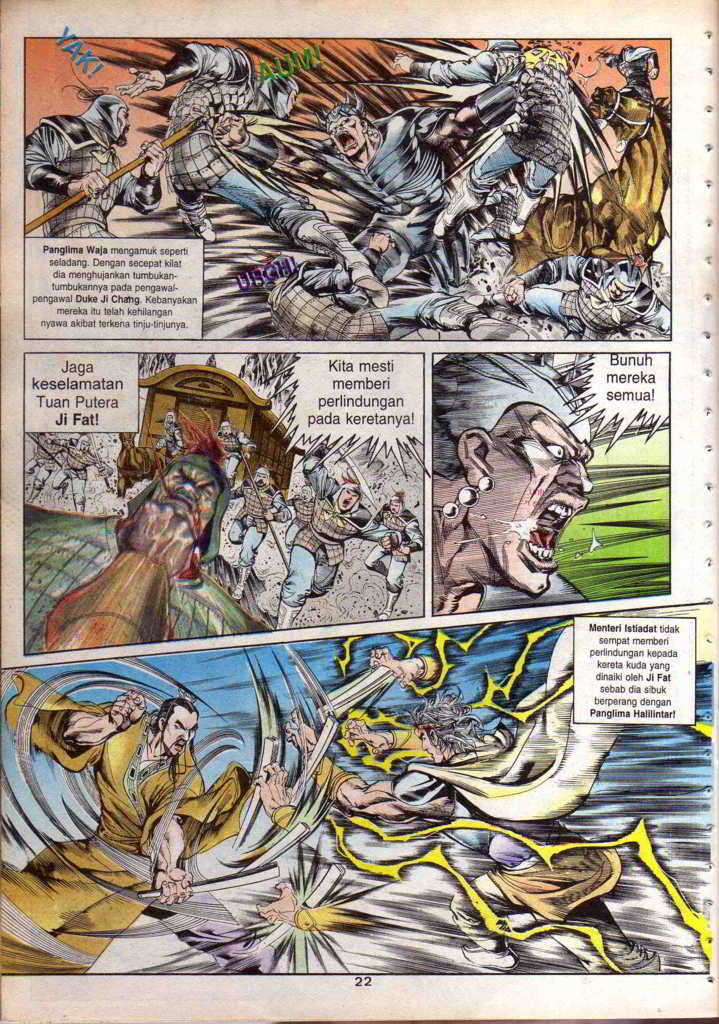 YAK!
AUM!
Panglima Waja mengamuk seperti
seladang. Dengan secepat kilat
dia menghujankan tumbukan-
tumbukannya pada pengawal-
pengawal Duke Ji Chang. Kebanyakan
mereka itu telah kehilangan
nyawa akibat terkena tinju-tinjunya.
URGH!
Jaga
keselamatan
Tuan Putera
Ji Fat!
Kita mesti
memberi
perlindungan
pada keretanya!
Bunuh
mereka
semua!
Menteri Istiadat tidak
sempat memberi
perlindungan kepada
kereta kuda yang
dinaiki oleh Ji Fat
sebab dia sibuk
berperang dengan
Panglima Halilintar!
22